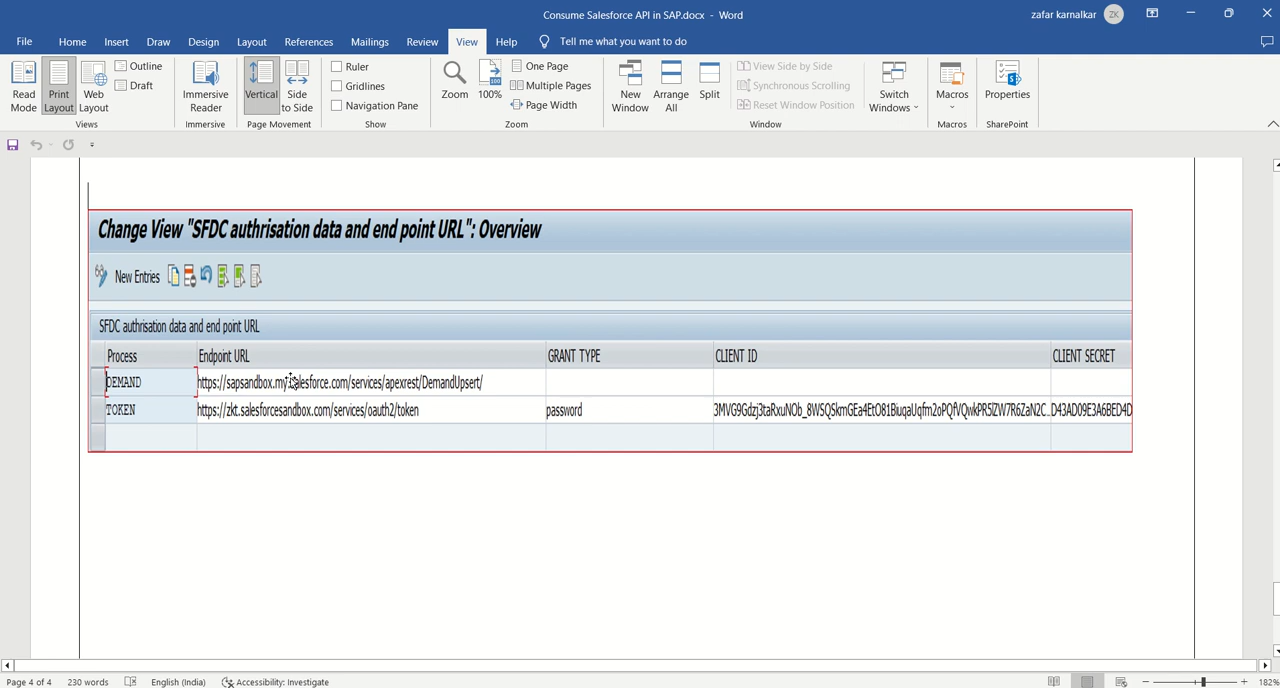 Consume Salesforce API in SAP.docx - Word
zafar karnalkar ZK
File Home Insert Draw Design Layout References Mailings Review View Help Tell me what you want to do
Read Mode
Print Layout
Web Layout
Outline
Draft
Views
Immersive Reader
Immersive
Vertical
Side to Side
Page Movement
Ruler
Gridlines
Navigation Pane
Show
Zoom
100%
One Page
Multiple Pages
Page Width
Zoom
New Window
Arrange All
Split
View Side by Side
Synchronous Scrolling
Reset Window Position
Window
Switch Windows
Macros
Macros
Properties
SharePoint
Change View "SFDC authrisation data and end point URL": Overview
New Entries
SFDC authrisation data and end point URL
Process Endpoint URL GRANT TYPE CLIENT ID CLIENT SECRET
DEMAND https://sapsandbox.my.salesforce.com/services/apexrest/DemandUpsert/
TOKEN https://zkt.salesforcesandbox.com/services/oauth2/token password
Page 4 of 4 230 words English (India) Accessibility: Investigate 182%